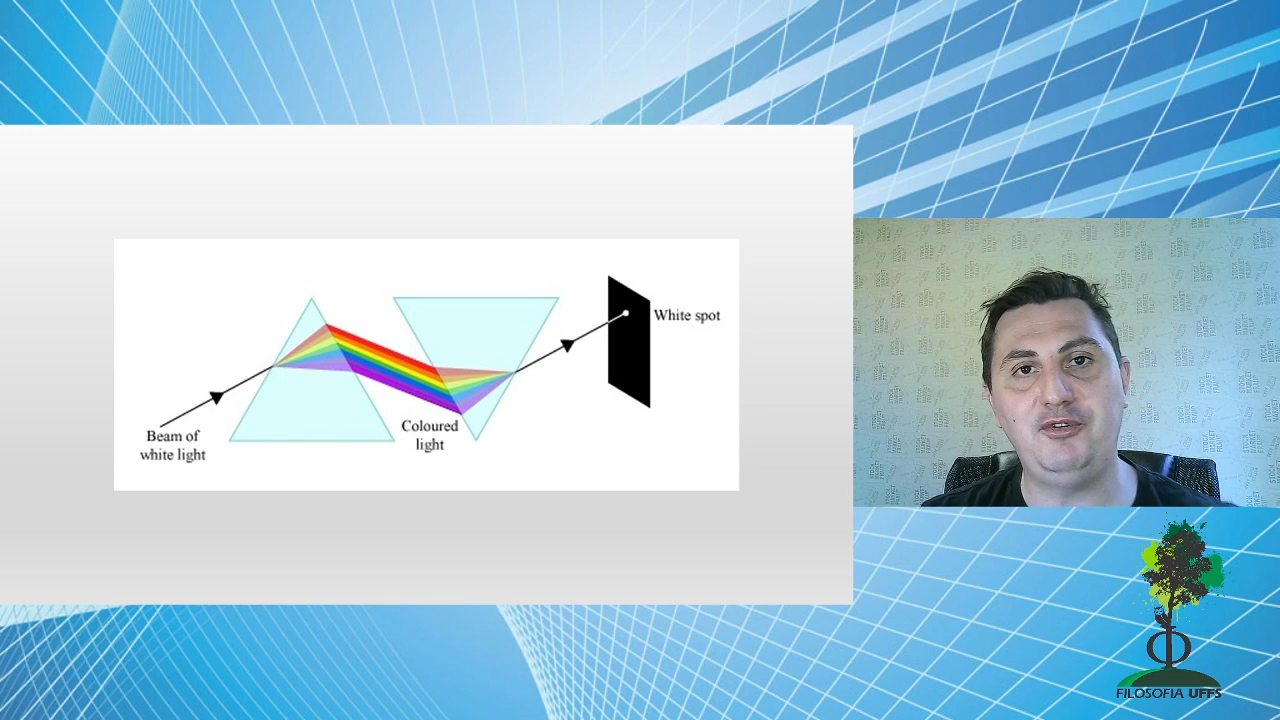 White spot
Coloured
light
Beam of
white light
FILOSOFIA UFFS